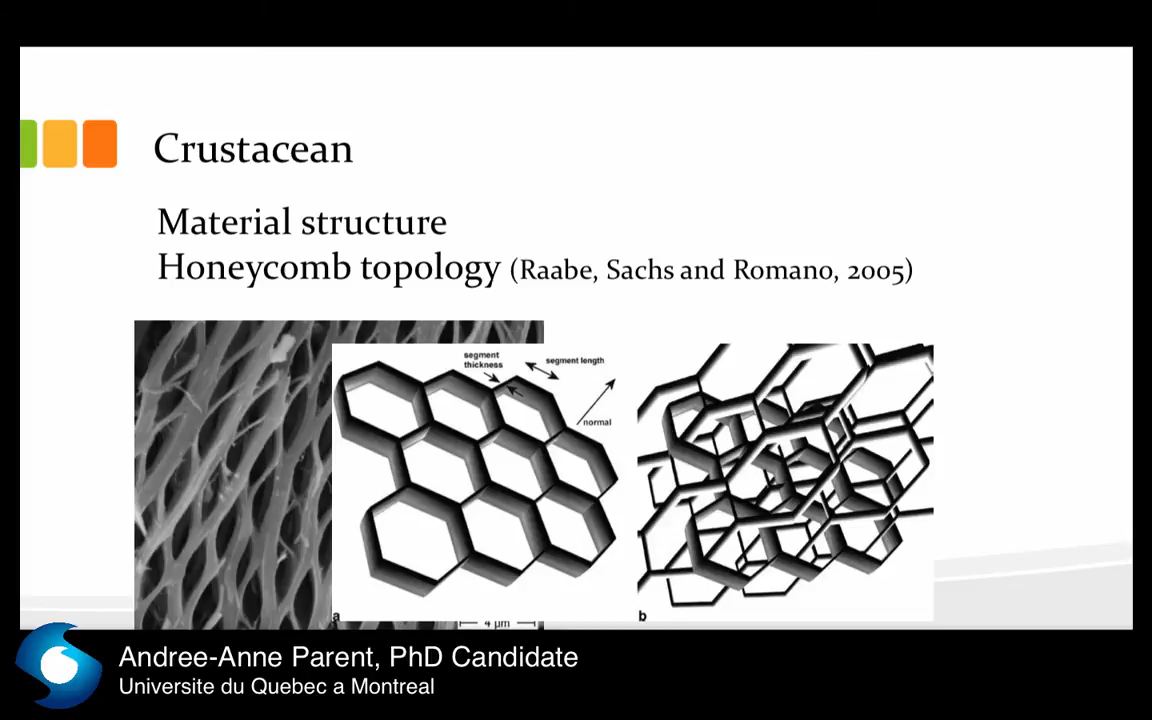 Crustacean
Material structure
Honeycomb topology (Raabe, Sachs and Romano, 2005)
segment
thickness
segment length
normal
a
b
4 µm
Andree-Anne Parent, PhD Candidate
Universite du Quebec a Montreal